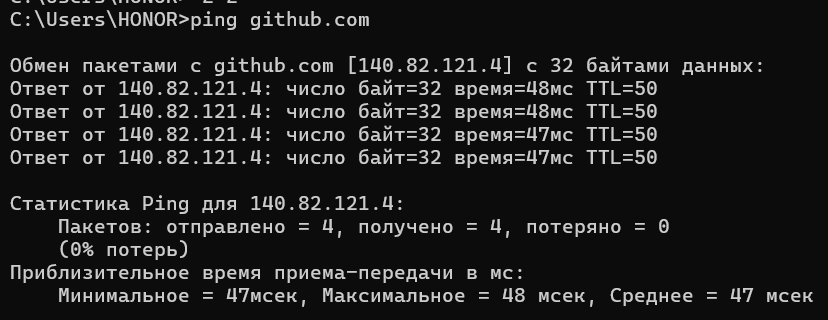 C:\Users\HONOR>ping github.com
Обмен пакетами с github.com [140.82.121.4] с 32 байтами данных:
Ответ от 140.82.121.4: число байт=32 время=48мс TTL=50
Ответ от 140.82.121.4: число байт=32 время=48мс TTL=50
Ответ от 140.82.121.4: число байт=32 время=47мс TTL=50
Ответ от 140.82.121.4: число байт=32 время=47мс TTL=50
Статистика Ping для 140.82.121.4:
Пакетов: отправлено = 4, получено = 4, потеряно = 0
(0% потерь)
Приблизительное время приема-передачи в мс:
Минимальное = 47мсек, Максимальное = 48 мсек, Среднее = 47 мсек